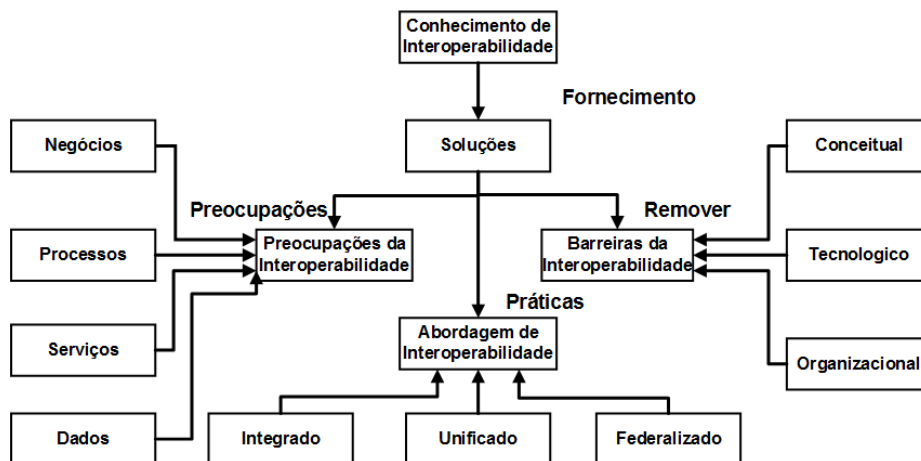 Conhecimento de
Interoperabilidade
Fornecimento
Negócios
Soluções
Conceitual
Preocupações
Remover
Processos
Preocupações da
Interoperabilidade
Barreiras da
Interoperabilidade
Tecnologico
Práticas
Serviços
Abordagem de
Interoperabilidade
Organizacional
Dados
Integrado
Unificado
Federalizado